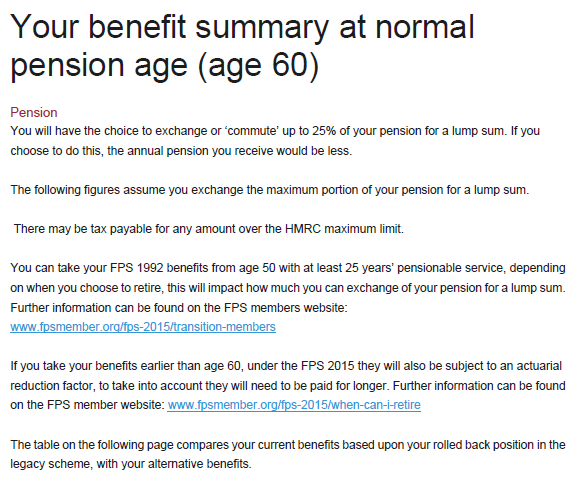 Your benefit summary at normal
pension age (age 60)
Pension
You will have the choice to exchange or ‘commute’ up to 25% of your pension for a lump sum. If you
choose to do this, the annual pension you receive would be less.
The following figures assume you exchange the maximum portion of your pension for a lump sum.
There may be tax payable for any amount over the HMRC maximum limit.
You can take your FPS 1992 benefits from age 50 with at least 25 years’ pensionable service, depending
on when you choose to retire, this will impact how much you can exchange of your pension for a lump sum.
Further information can be found on the FPS members website:
www.fpsmember.org/fps-2015/transition-members
If you take your benefits earlier than age 60, under the FPS 2015 they will also be subject to an actuarial
reduction factor, to take into account they will need to be paid for longer. Further information can be found
on the FPS member website: www.fpsmember.org/fps-2015/when-can-i-retire
The table on the following page compares your current benefits based upon your rolled back position in the
legacy scheme, with your alternative benefits.